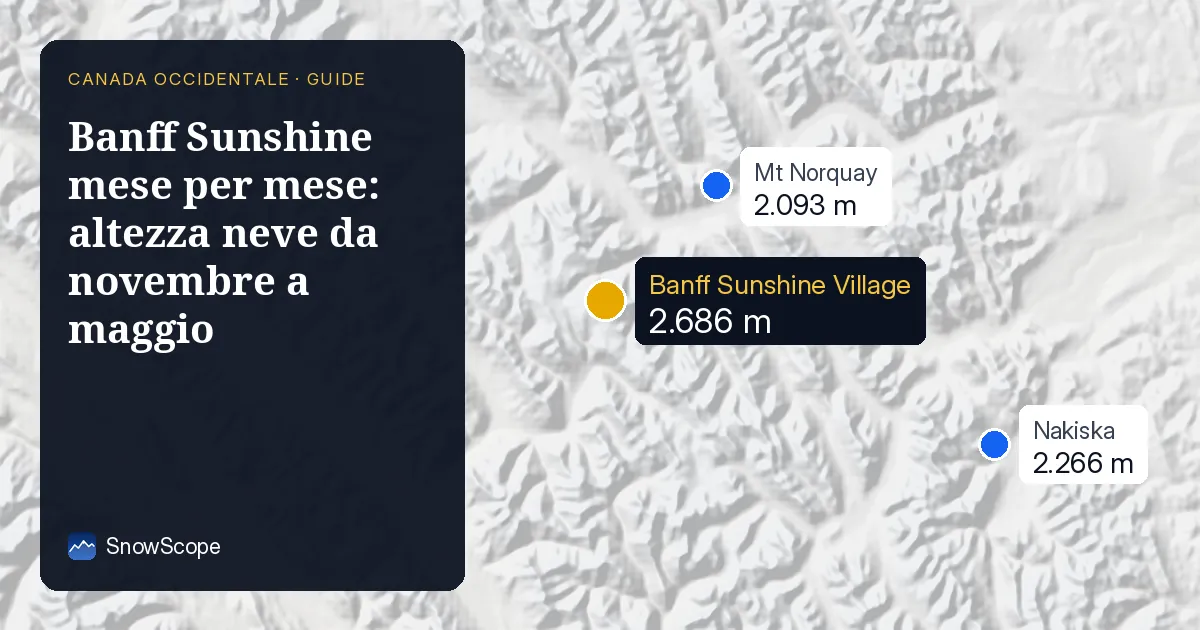 CANADA OCCIDENTALE · GUIDE
Banff Sunshine
mese per mese:
altezza neve da
novembre a
maggio
SnowScope
Mt Norquay
2.093 m
Banff Sunshine Village
2.686 m
Nakiska
2.266 m